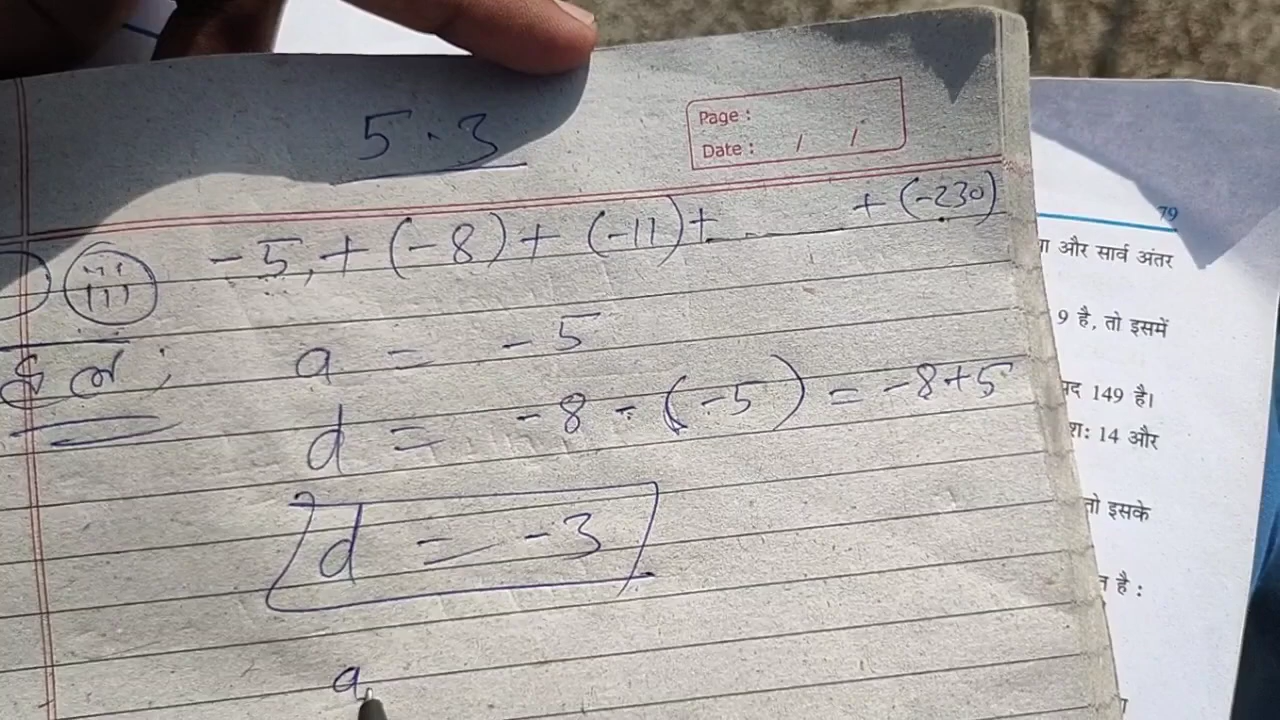 5.3
Page :
Date : / /
(iii) -5, + (-8) + (-11) + ........ + (-230)
हल ;
a = -5
d = -8 - (-5) = -8+5
d = -3
a
79
और सार्व अंतर
9 है, तो इसमें
149 है।
14 और
तो इसके
है :